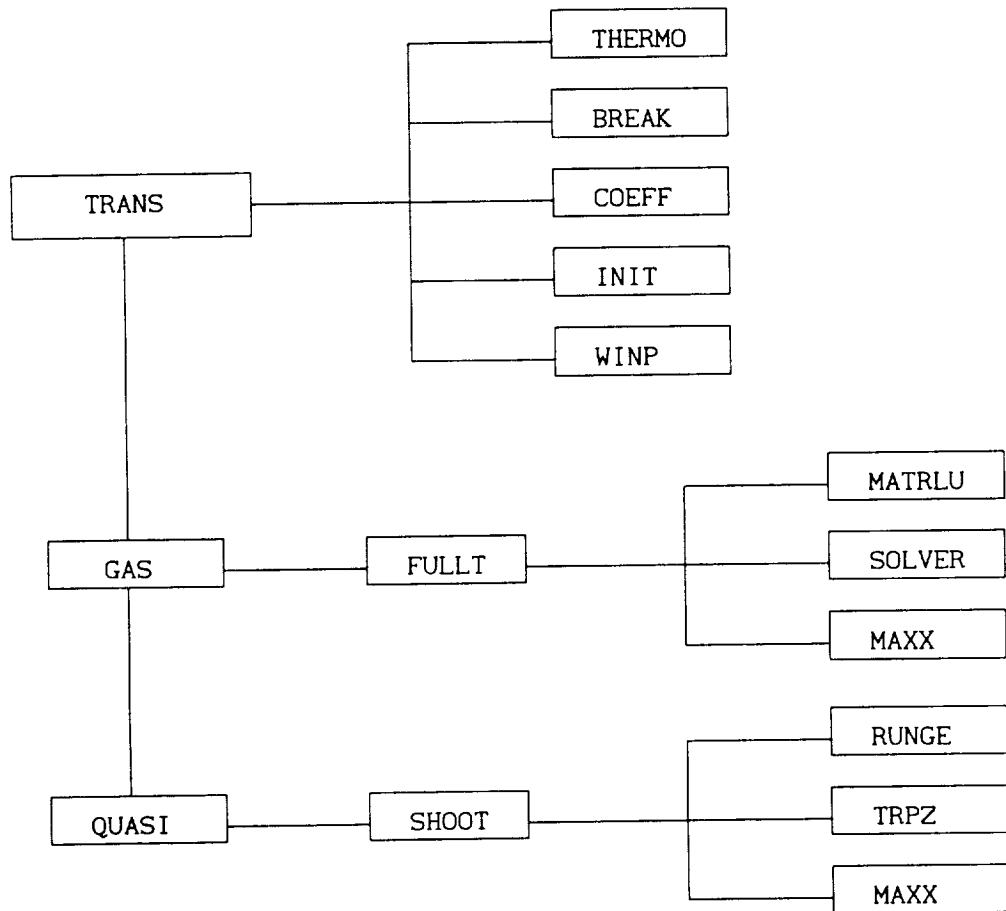 THERMO
BREAK
TRANS
COEFF
INIT
WINP
MATRLU
GAS
FULLT
SOLVER
MAXX
RUNGE
QUASI
SHOOT
TRPZ
MAXX